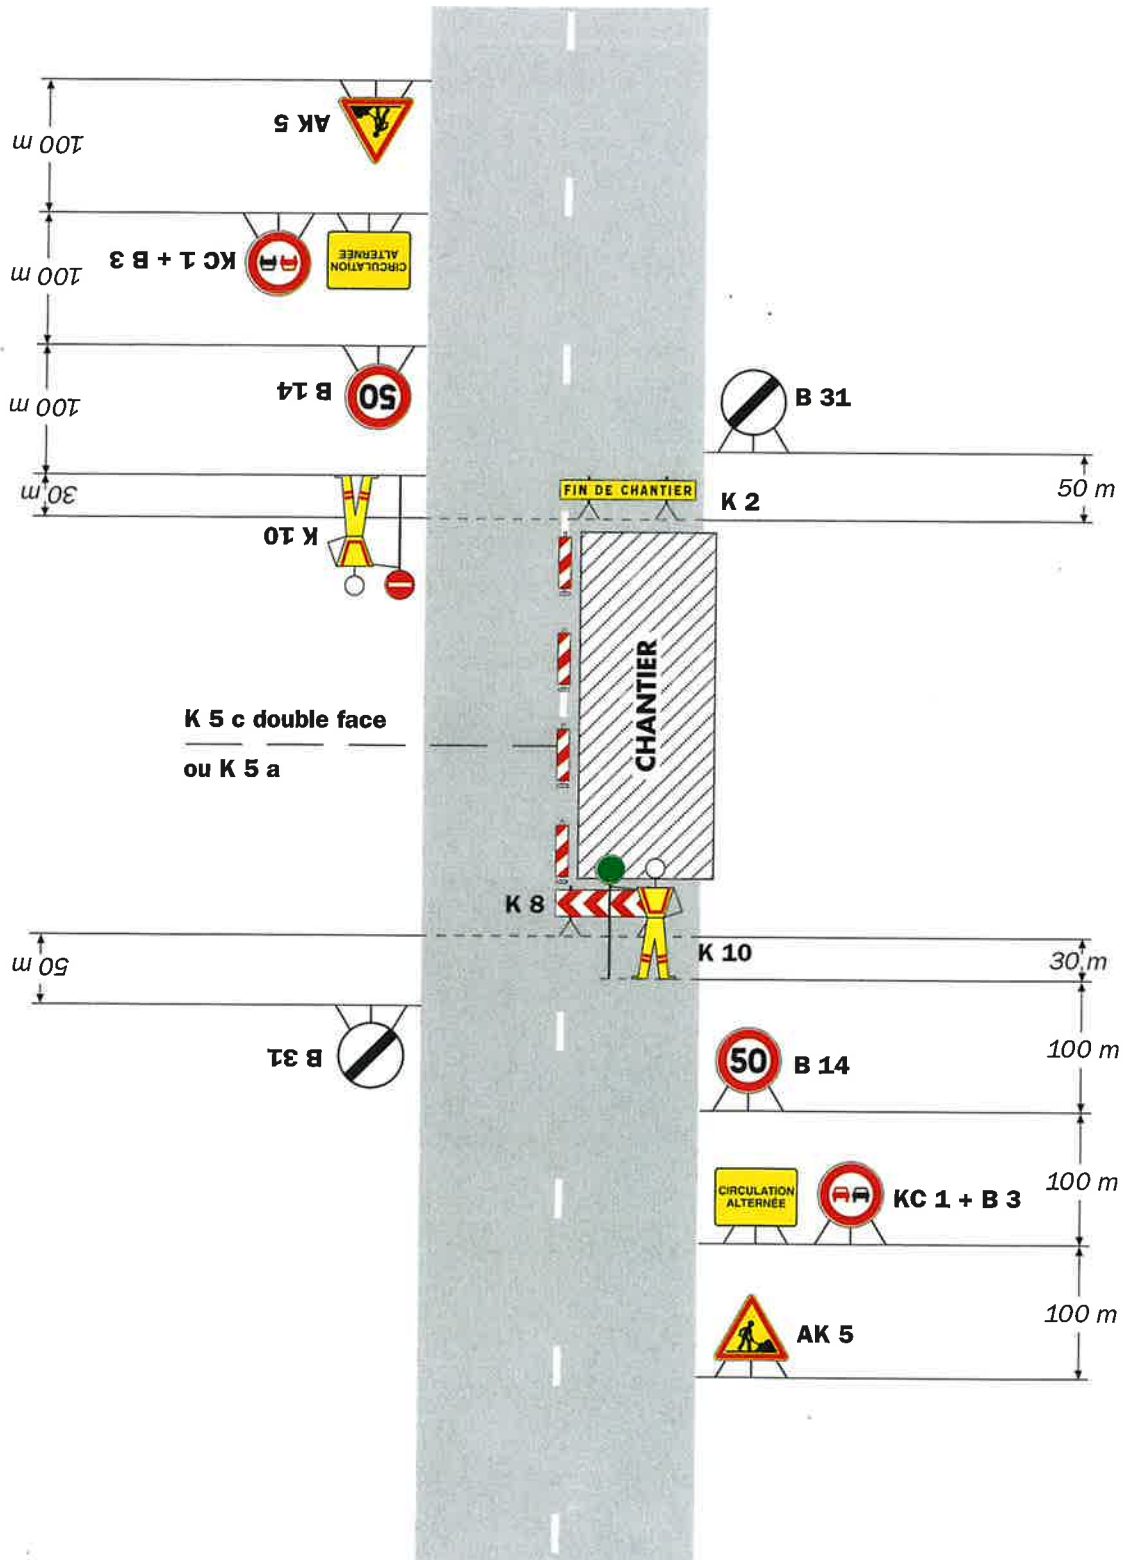 AK 5
100 m
KC 1 + B 3
CIRCULATION
ALTERNÉE
100 m
B 14
50
100 m
B 31
30 m
K 10
FIN DE CHANTIER
K 2
50 m
CHANTIER
K 5 c double face
ou K 5 a
K 8
K 10
30 m
50 m
B 31
50
B 14
100 m
CIRCULATION
ALTERNÉE
KC 1 + B 3
100 m
AK 5
100 m